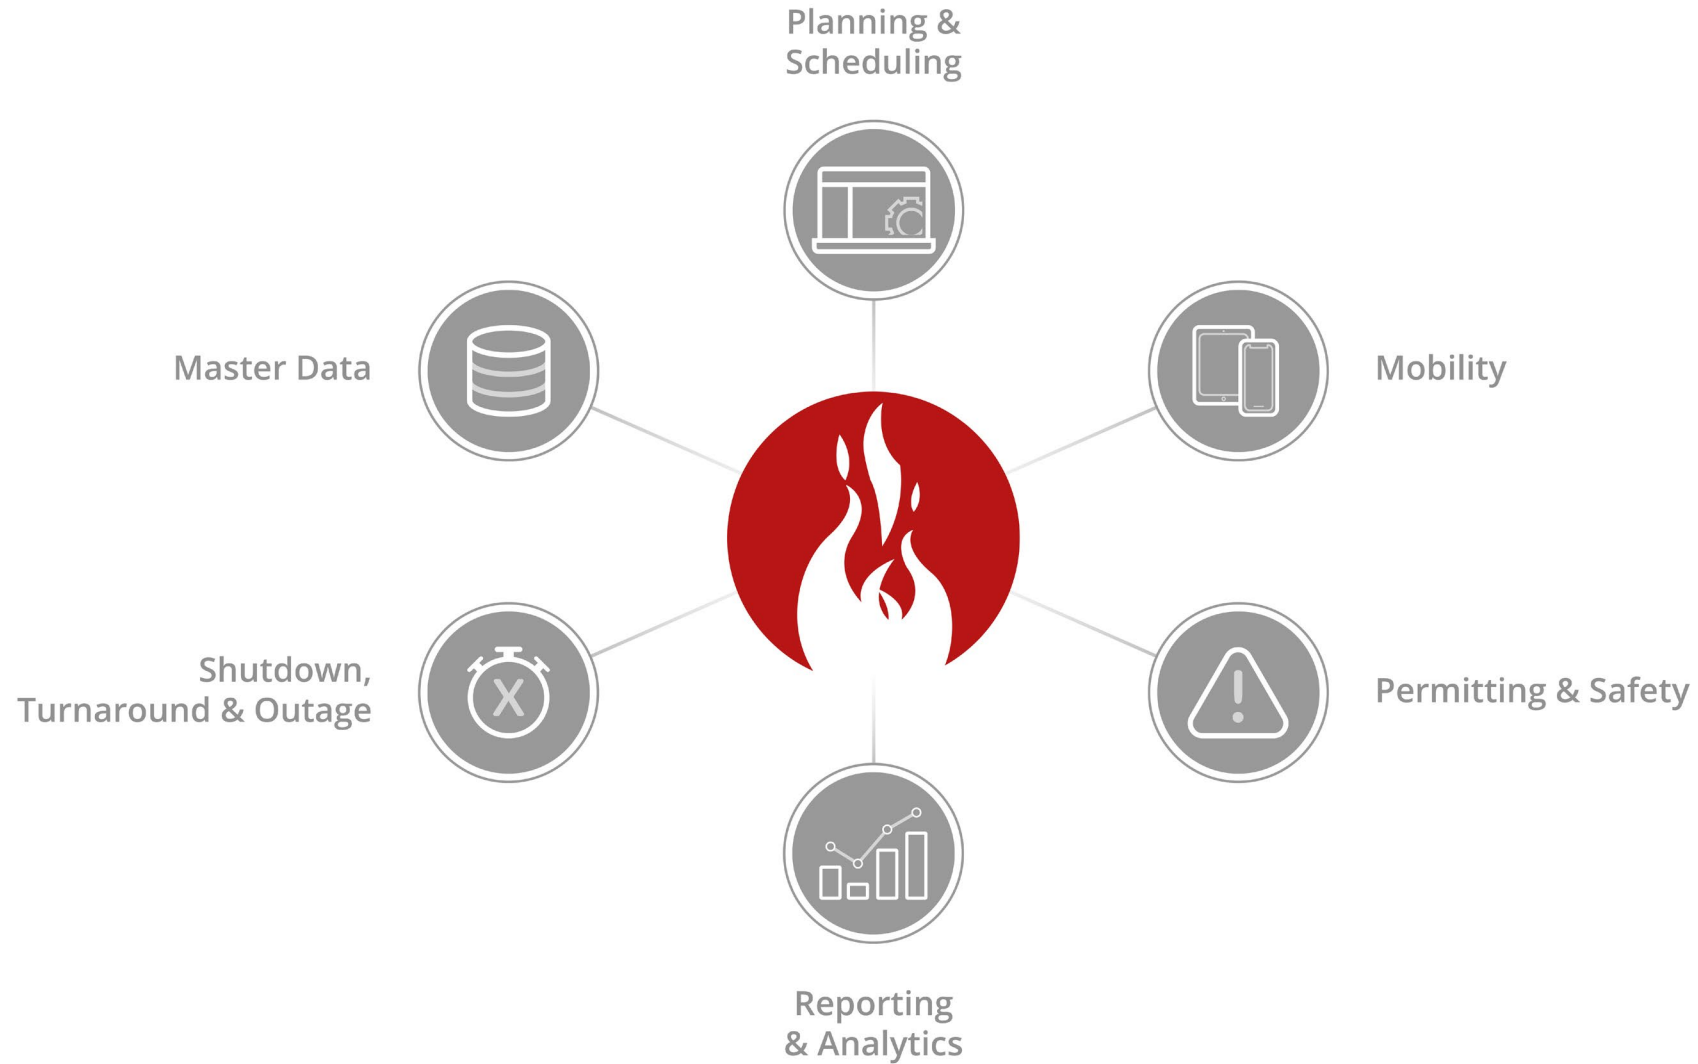 Planning &
Scheduling
Master Data
Mobility
Shutdown,
Turnaround & Outage
X
Permitting & Safety
Reporting
& Analytics